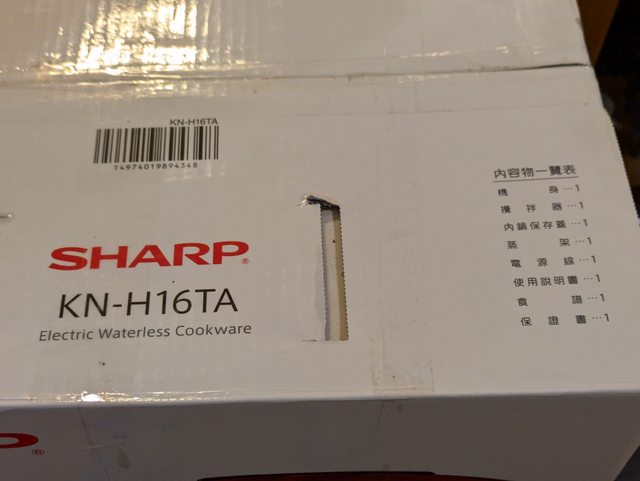 KN-H16TA
T4974019894348
SHARP®
KN-H16TA
Electric Waterless Cookware
內容物一覽表
機身…1
攪拌器…1
內鍋保存蓋…1
蒸架…1
電源線…1
使用說明書…1
食譜…1
保證書…1
®